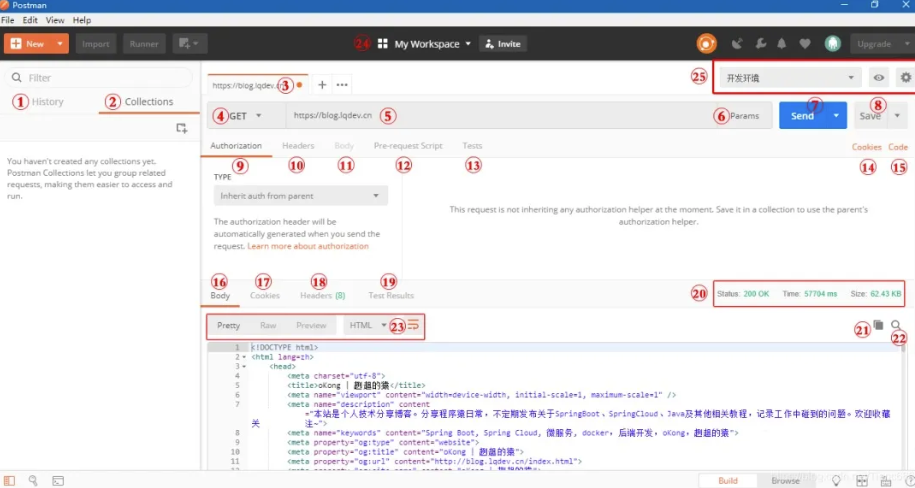 Postman
File Edit View Help
New
Import
Runner
24
My Workspace
Invite
Upgrade
Filter
1 History
2 Collections
You haven't created any collections yet.
Postman Collections let you group related
requests, making them easier to access and
run.
https://blog.lqdev.c 3
25
开发环境
4 GET
https://blog.lqdev.cn 5
6 Params
7
Send
8
Save
Authorization Headers Body Pre-request Script Tests
Cookies Code
9 10 11 12 13 14 15
TYPE
Inherit auth from parent
The authorization header will be
automatically generated when you send the
request. Learn more about authorization
This request is not inheriting any authorization helper at the moment. Save it in a collection to use the parent's
authorization helper.
16 17 18 19
Body Cookies Headers (8) Test Results
20 Status: 200 OK Time: 57704 ms Size: 62.43 KB
Pretty Raw Preview HTML 23
21 22
1 <!DOCTYPE html>
2 <html lang=zh>
3 <head>
4 <meta charset="utf-8">
5 <title>oKong | 趔趄的猿</title>
6 <meta name="viewport" content="width=device-width, initial-scale=1, maximum-scale=1" />
7 <meta name="description" content
="本站是个人技术分享博客。分享程序猿日常，不定期发布关于SpringBoot、SpringCloud、Java及其他相关教程，记录工作中碰到的问题。欢迎收藏
关注~">
8 <meta name="keywords" content="Spring Boot, Spring Cloud, 微服务, docker, 后端开发, oKong, 趔趄的猿">
9 <meta property="og:type" content="website">
10 <meta property="og:title" content="oKong | 趔趄的猿">
11 <meta property="og:url" content="http://blog.lqdev.cn/index.html">
Build Browse